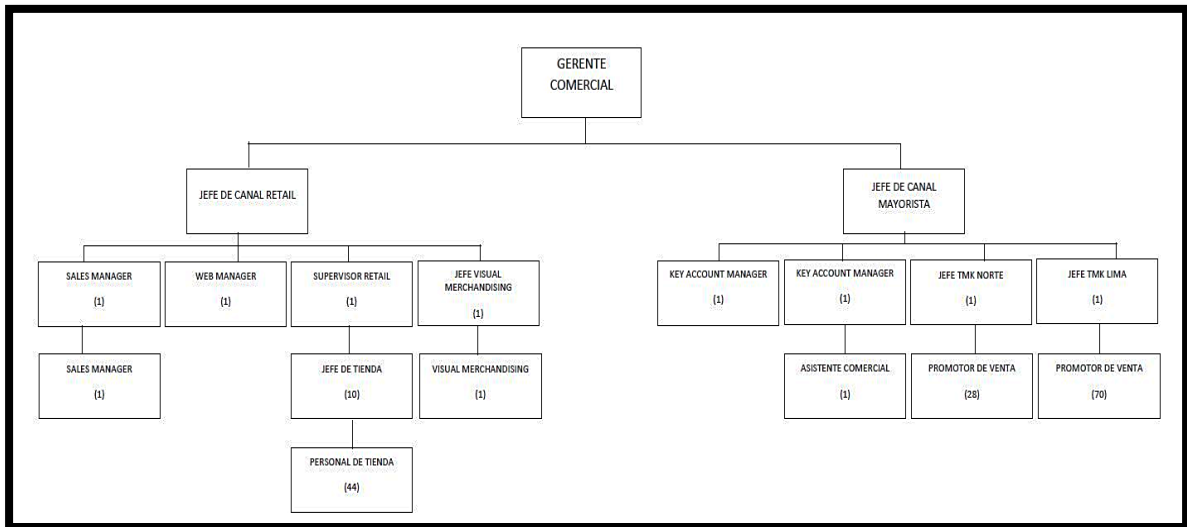 GERENTE
COMERCIAL
JEFE DE CANAL RETAIL
JEFE DE CANAL
MAYORISTA
SALES MANAGER
(1)
WEB MANAGER
(1)
SUPERVISOR RETAIL
(1)
JEFE VISUAL
MERCHANDISING
(1)
KEY ACCOUNT MANAGER
(1)
KEY ACCOUNT MANAGER
(1)
JEFE TMK NORTE
(1)
JEFE TMK LIMA
(1)
SALES MANAGER
(1)
JEFE DE TIENDA
(10)
VISUAL MERCHANDISING
(1)
ASISTENTE COMERCIAL
(1)
PROMOTOR DE VENTA
(28)
PROMOTOR DE VENTA
(70)
PERSONAL DE TIENDA
(44)